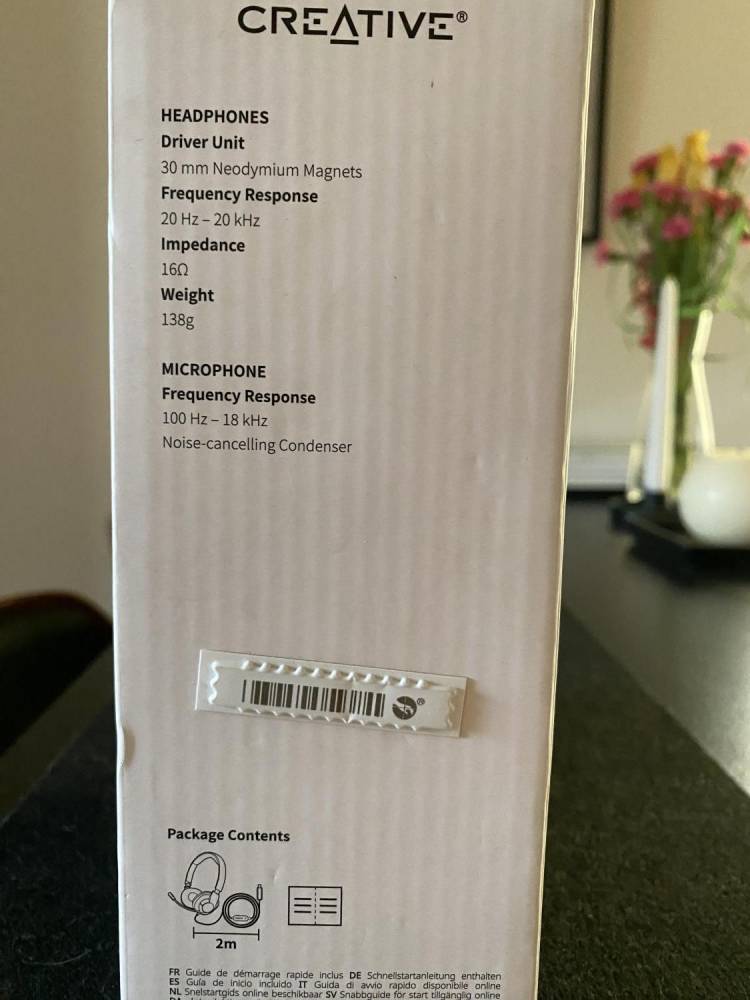 CREATIVE®
HEADPHONES
Driver Unit
30 mm Neodymium Magnets
Frequency Response
20 Hz – 20 kHz
Impedance
16Ω
Weight
138g
MICROPHONE
Frequency Response
100 Hz – 18 kHz
Noise-cancelling Condenser
®
Package Contents
2m
FR Guide de démarrage rapide inclus DE Schnellstartanleitung enthalten
ES Guía de inicio incluido IT Guida di avvio rapido disponibile online
NL Snelstartgids online beschikbaar SV Snabbguide för start tillgänglig online